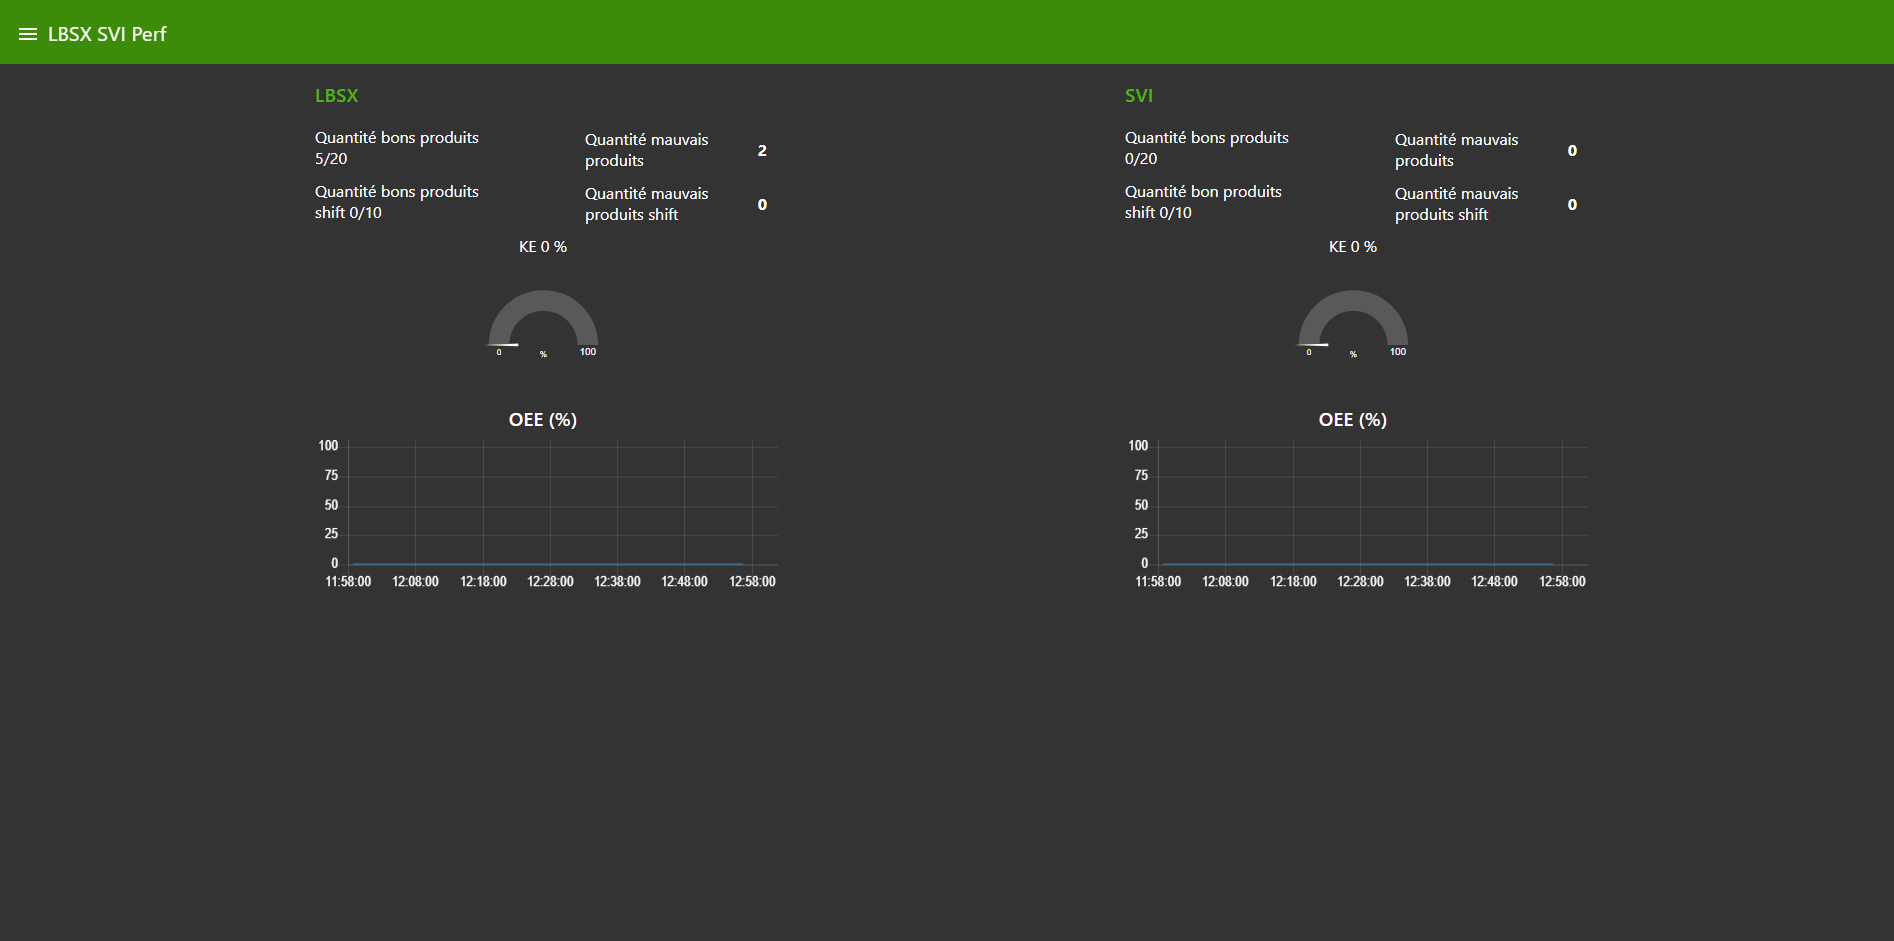 LBSX SVI Perf
LBSX
Quantité bons produits
5/20
Quantité mauvais
produits
2
Quantité bons produits
shift 0/10
Quantité mauvais
produits shift
0
KE 0 %
0
%
100
OEE (%)
100
75
50
25
0
11:58:00 12:08:00 12:18:00 12:28:00 12:38:00 12:48:00 12:58:00
SVI
Quantité bons produits
0/20
Quantité mauvais
produits
0
Quantité bon produits
shift 0/10
Quantité mauvais
produits shift
0
KE 0 %
0
%
100
OEE (%)
100
75
50
25
0
11:58:00 12:08:00 12:18:00 12:28:00 12:38:00 12:48:00 12:58:00